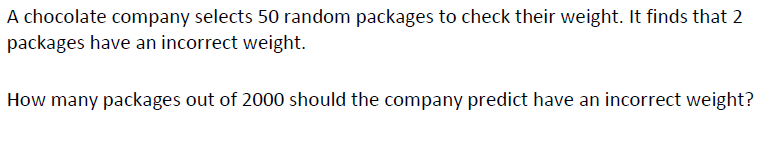 A chocolate company selects 50 random packages to check their weight. It finds that 2
packages have an incorrect weight.
How many packages out of 2000 should the company predict have an incorrect weight?